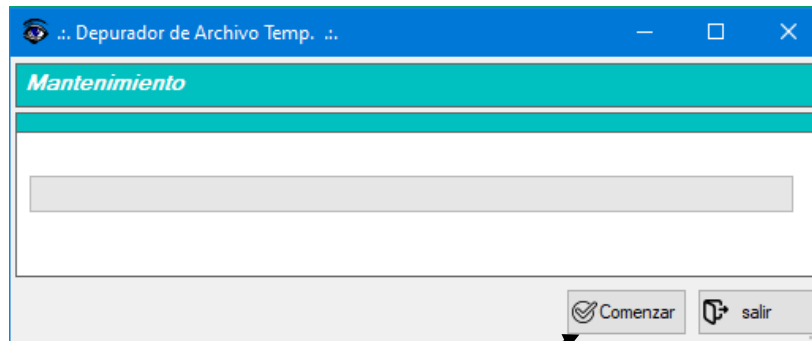 .:. Depurador de Archivo Temp. .:.
Mantenimiento
Comenzar
salir